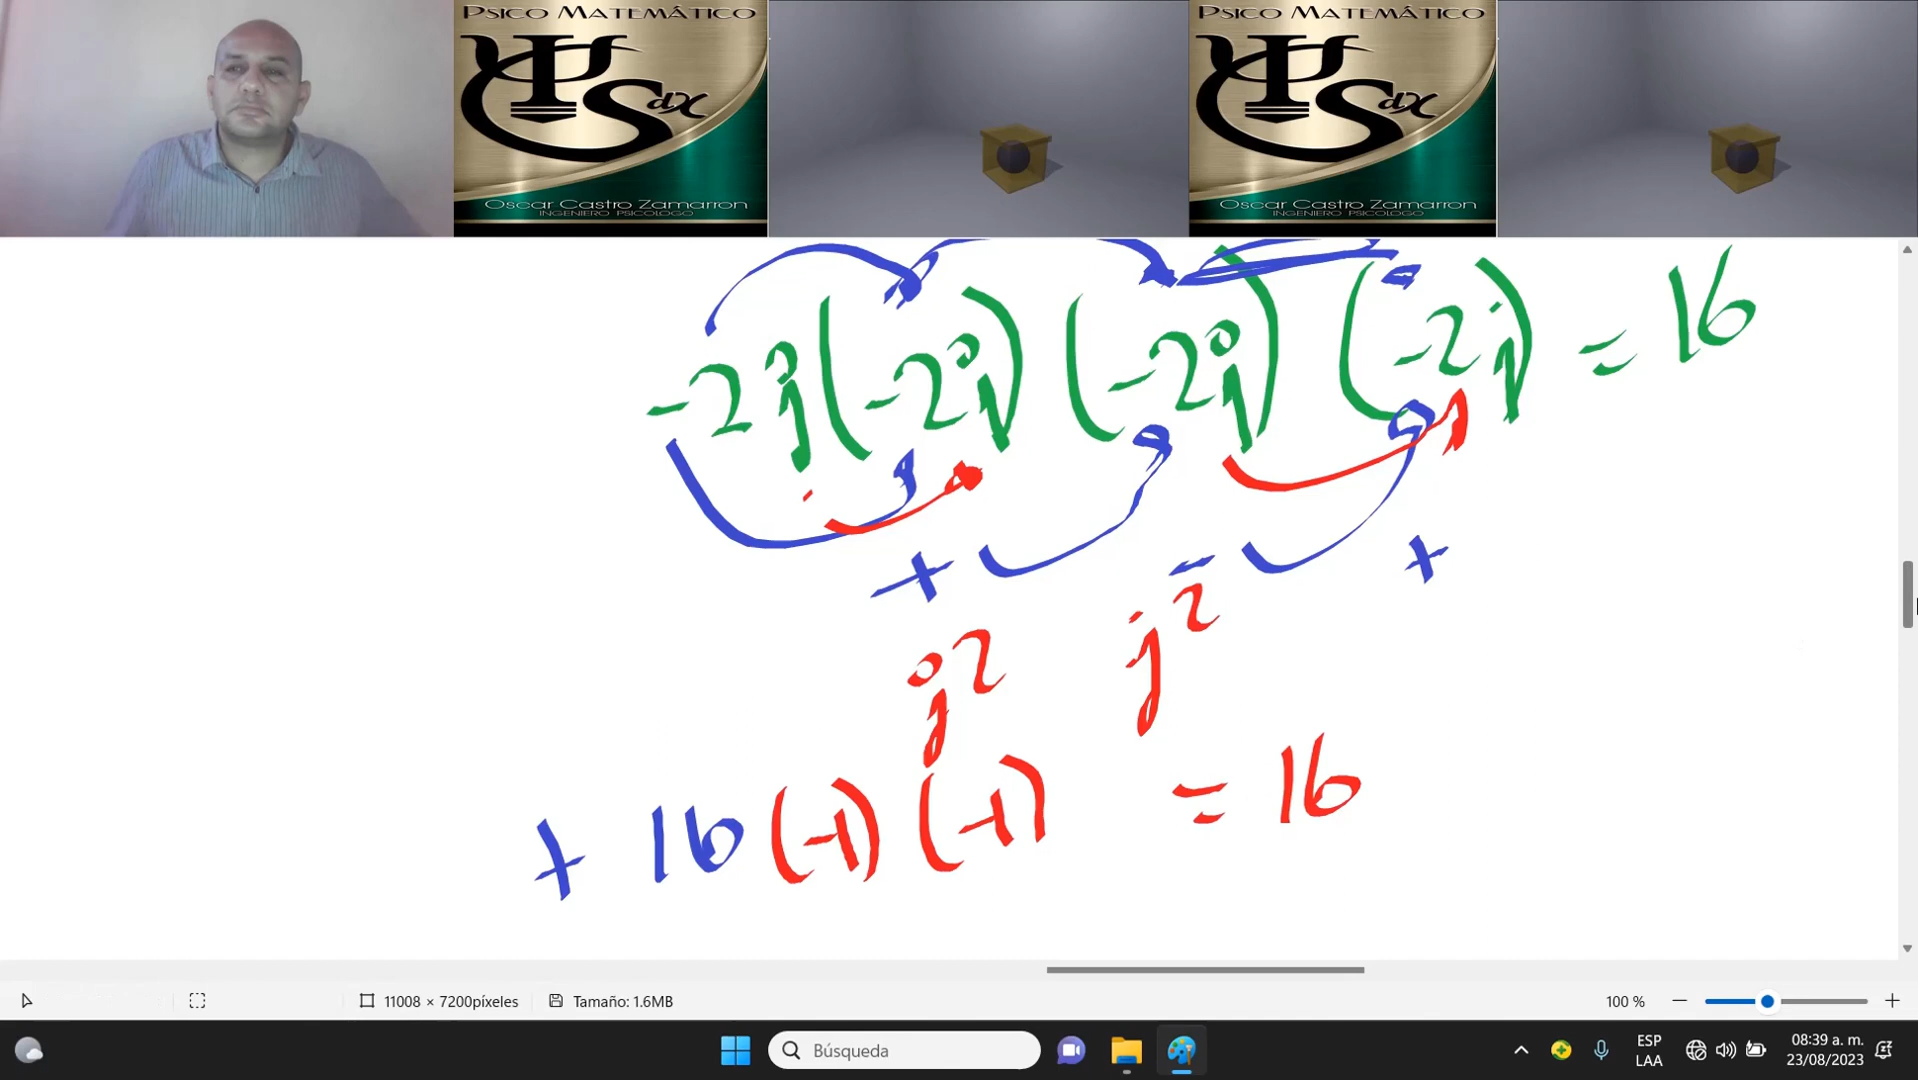 PSICO MATEMÁTICO
dx
Oscar Castro Zamarron
INGENIERO PSICOLOGO
PSICO MATEMÁTICO
dx
Oscar Castro Zamarron
INGENIERO PSICOLOGO
-2j(-2j)(-2j)(-2j) = 16
+ - +
j² j²
+ 16(-1)(-1) = 16
11008 × 7200píxeles
Tamaño: 1.6MB
100 %
Búsqueda
ESP
LAA
08:39 a. m.
23/08/2023